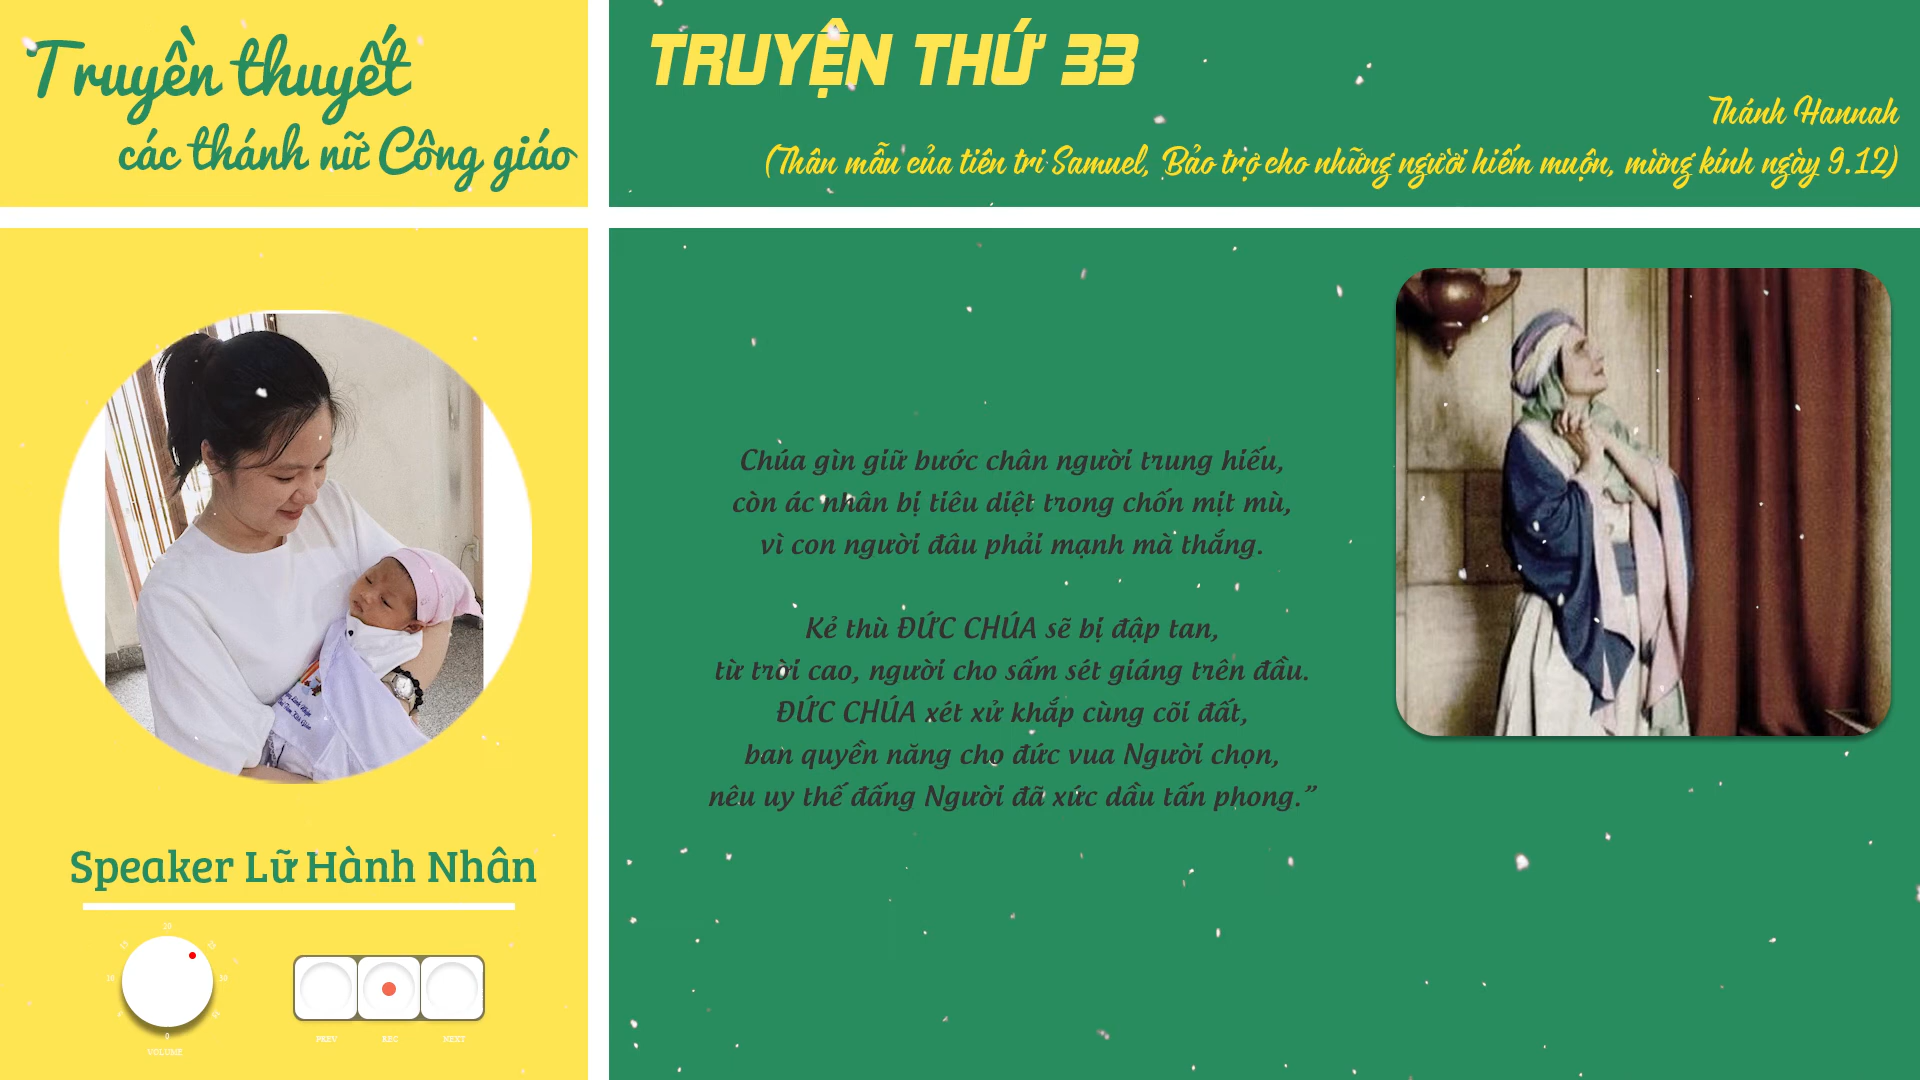 Truyền thuyết
các thánh nữ Công giáo
TRUYỆN THỨ 33
Thánh Hannah
(Thân mẫu của tiên tri Samuel, Bảo trợ cho những người hiếm muộn, mừng kính ngày 9.12)
Chúa gìn giữ bước chân người trung hiếu,
còn ác nhân bị tiêu diệt trong chốn mịt mù,
vì con người đâu phải mạnh mà thắng.
Kẻ thù ĐỨC CHÚA sẽ bị đập tan,
từ trời cao, người cho sấm sét giáng trên đầu.
ĐỨC CHÚA xét xử khắp cùng cõi đất,
ban quyền năng cho đức vua Người chọn,
nêu uy thế đấng Người đã xức dầu tấn phong.”
Speaker Lữ Hành Nhân
20
10
30
0
VOLUME
PREV REC NEXT